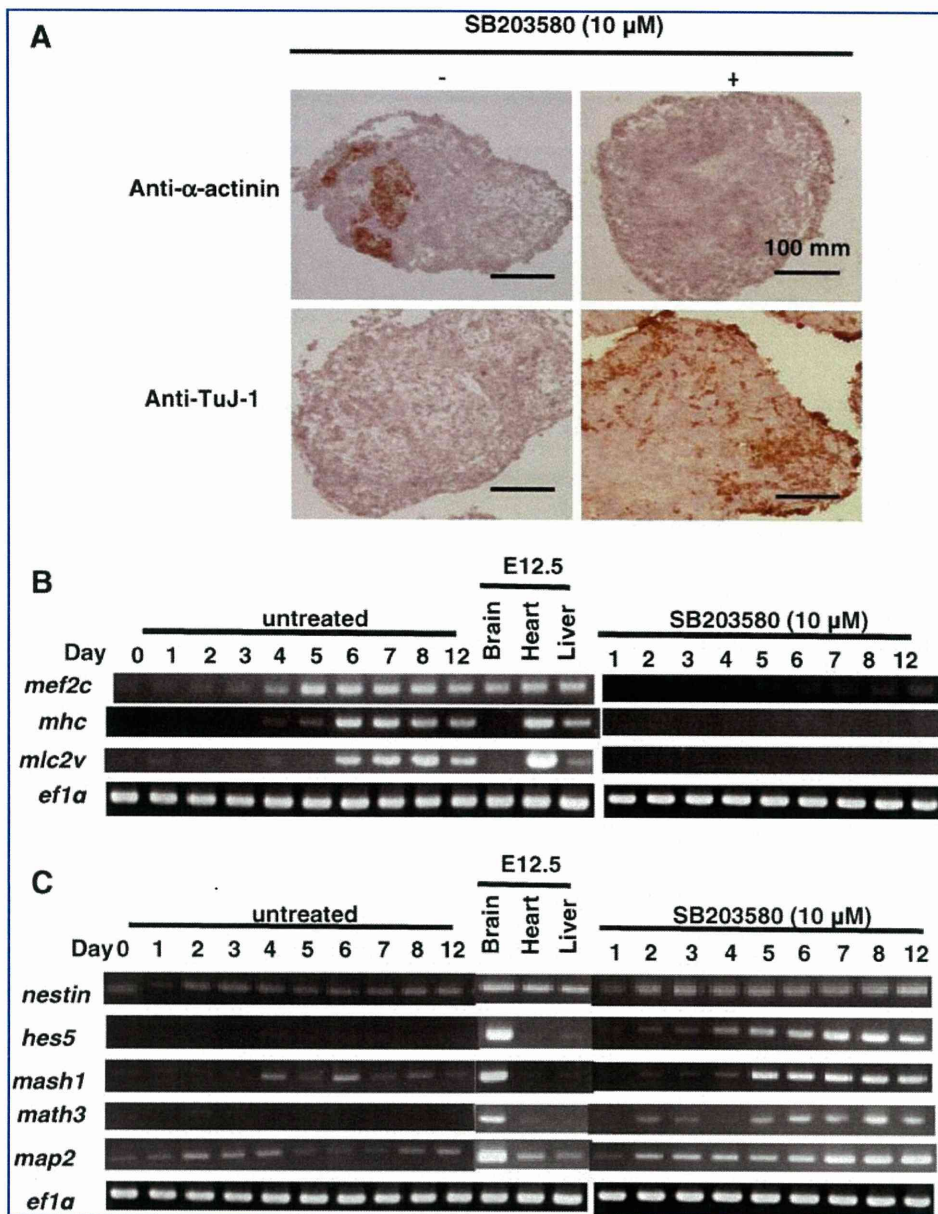 A
SB203580 (10 µM)
- +
Anti-α-actinin
100 mm
Anti-TuJ-1
B
E12.5
untreated
Brain Heart Liver
SB203580 (10 µM)
Day 0 1 2 3 4 5 6 7 8 12
1 2 3 4 5 6 7 8 12
mef2c
mhc
mlc2v
ef1α
C
E12.5
untreated
Brain Heart Liver
SB203580 (10 µM)
Day 0 1 2 3 4 5 6 7 8 12
1 2 3 4 5 6 7 8 12
nestin
hes5
mash1
math3
map2
ef1α